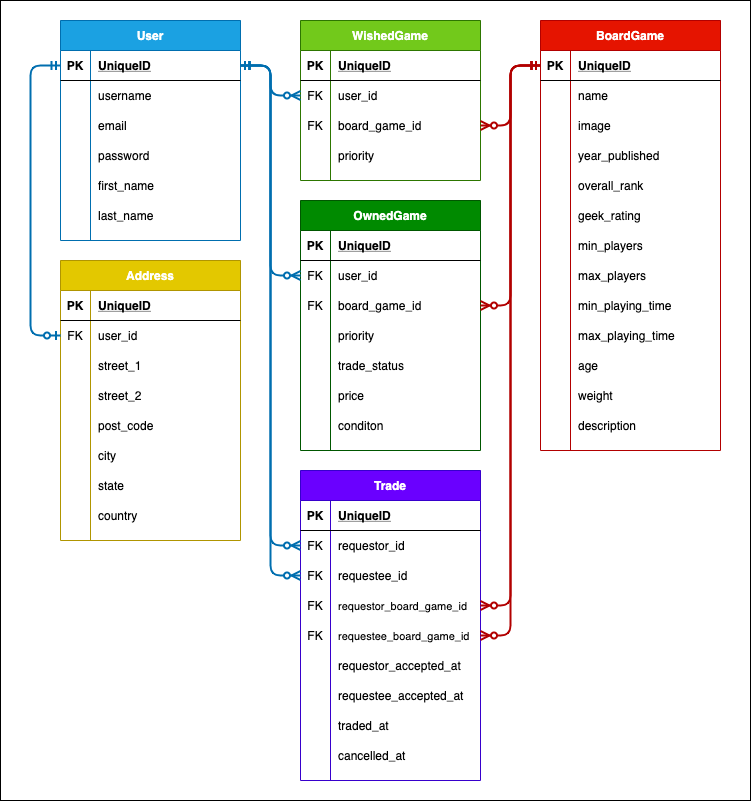 User
PK UniqueID
username
email
password
first_name
last_name
Address
PK UniqueID
FK user_id
street_1
street_2
post_code
city
state
country
WishedGame
PK UniqueID
FK user_id
FK board_game_id
priority
OwnedGame
PK UniqueID
FK user_id
FK board_game_id
priority
trade_status
price
conditon
Trade
PK UniqueID
FK requestor_id
FK requestee_id
FK requestor_board_game_id
FK requestee_board_game_id
requestor_accepted_at
requestee_accepted_at
traded_at
cancelled_at
BoardGame
PK UniqueID
name
image
year_published
overall_rank
geek_rating
min_players
max_players
min_playing_time
max_playing_time
age
weight
description